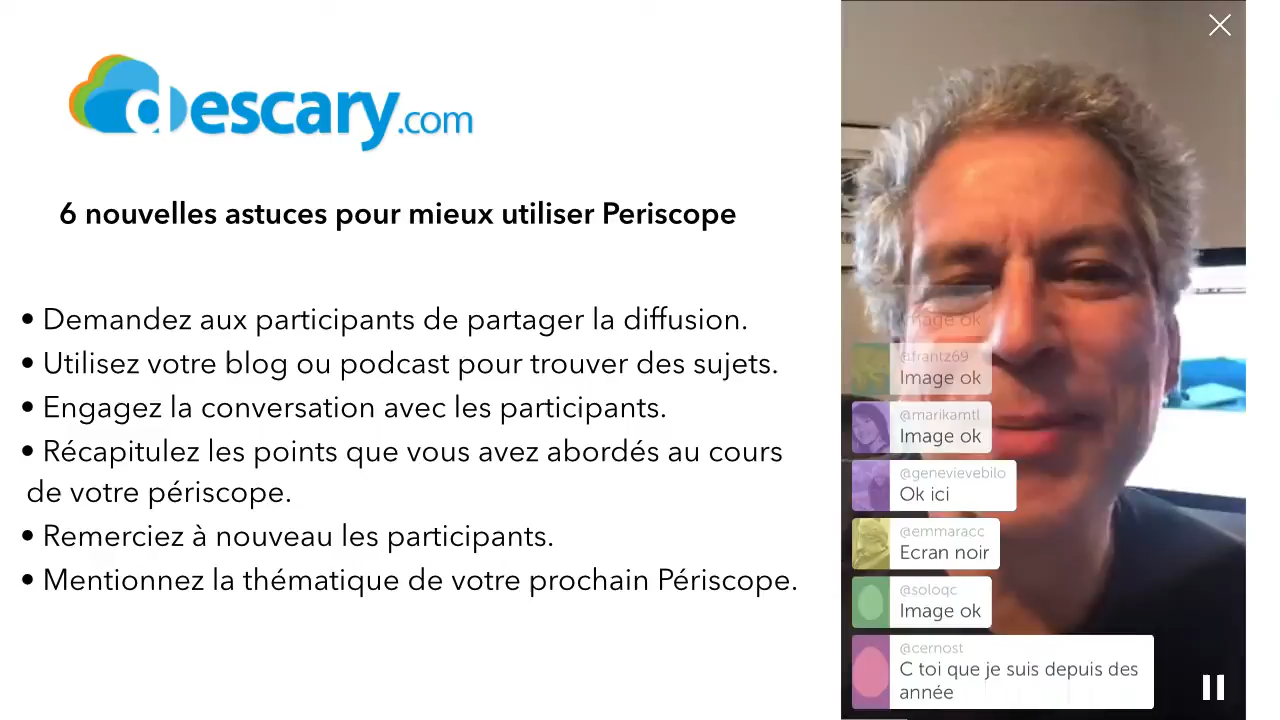 descary.com
6 nouvelles astuces pour mieux utiliser Periscope
• Demandez aux participants de partager la diffusion.
• Utilisez votre blog ou podcast pour trouver des sujets.
• Engagez la conversation avec les participants.
• Récapitulez les points que vous avez abordés au cours
de votre périscope.
• Remerciez à nouveau les participants.
• Mentionnez la thématique de votre prochain Périscope.
Image ok
@frantz69
Image ok
@marikamtl
Image ok
@genevievebilo
Ok ici
@emmaracc
Ecran noir
@soloqc
Image ok
@cernost
C toi que je suis depuis des
année